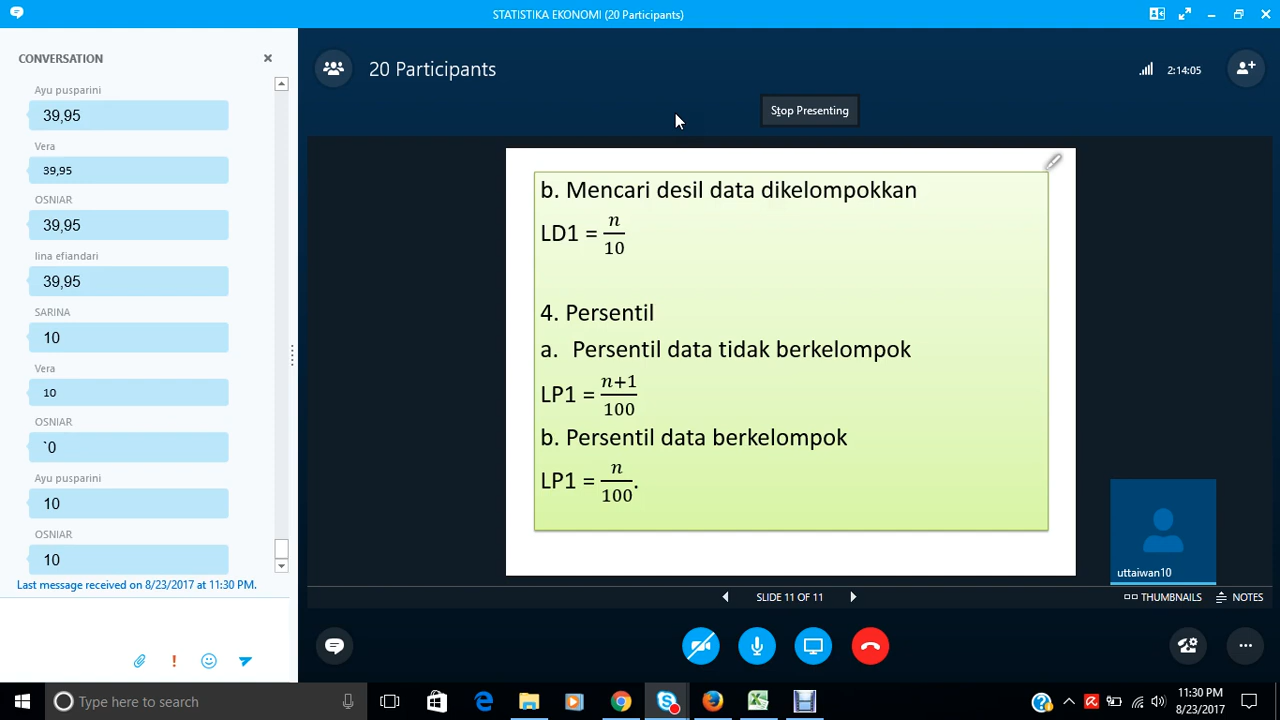 STATISTIKA EKONOMI (20 Participants)
CONVERSATION
Ayu pusparini
39,95
Vera
39,95
OSNIAR
39,95
lina efiandari
39,95
SARINA
10
Vera
10
OSNIAR
`0
Ayu pusparini
10
OSNIAR
10
Last message received on 8/23/2017 at 11:30 PM.
20 Participants
2:14:05
Stop Presenting
b. Mencari desil data dikelompokkan
LD1 = n/10
4. Persentil
a. Persentil data tidak berkelompok
LP1 = n+1/100
b. Persentil data berkelompok
LP1 = n/100.
uttaiwan10
SLIDE 11 OF 11
THUMBNAILS
NOTES
Type here to search
11:30 PM
8/23/2017